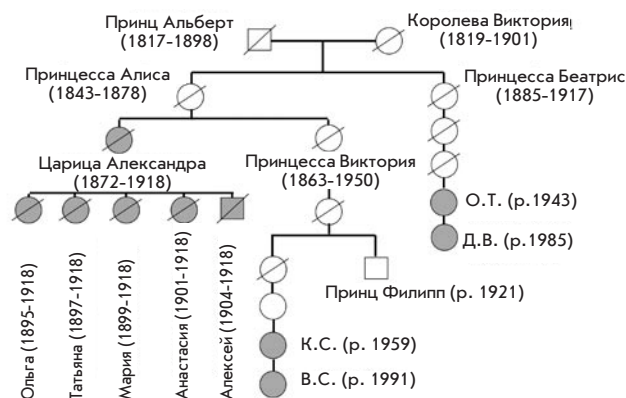 Принц Альберт
(1817-1898)
Королева Виктория
(1819-1901)
Принцесса Алиса
(1843-1878)
Принцесса Беатрис
(1885-1917)
Царица Александра
(1872-1918)
Принцесса Виктория
(1863-1950)
О.Т. (р.1943)
Д.В. (р.1985)
Принц Филипп (р. 1921)
К.С. (р. 1959)
В.С. (р. 1991)
Ольга (1895-1918)
Татьяна (1897-1918)
Мария (1899-1918)
Анастасия (1901-1918)
Алексей (1904-1918)